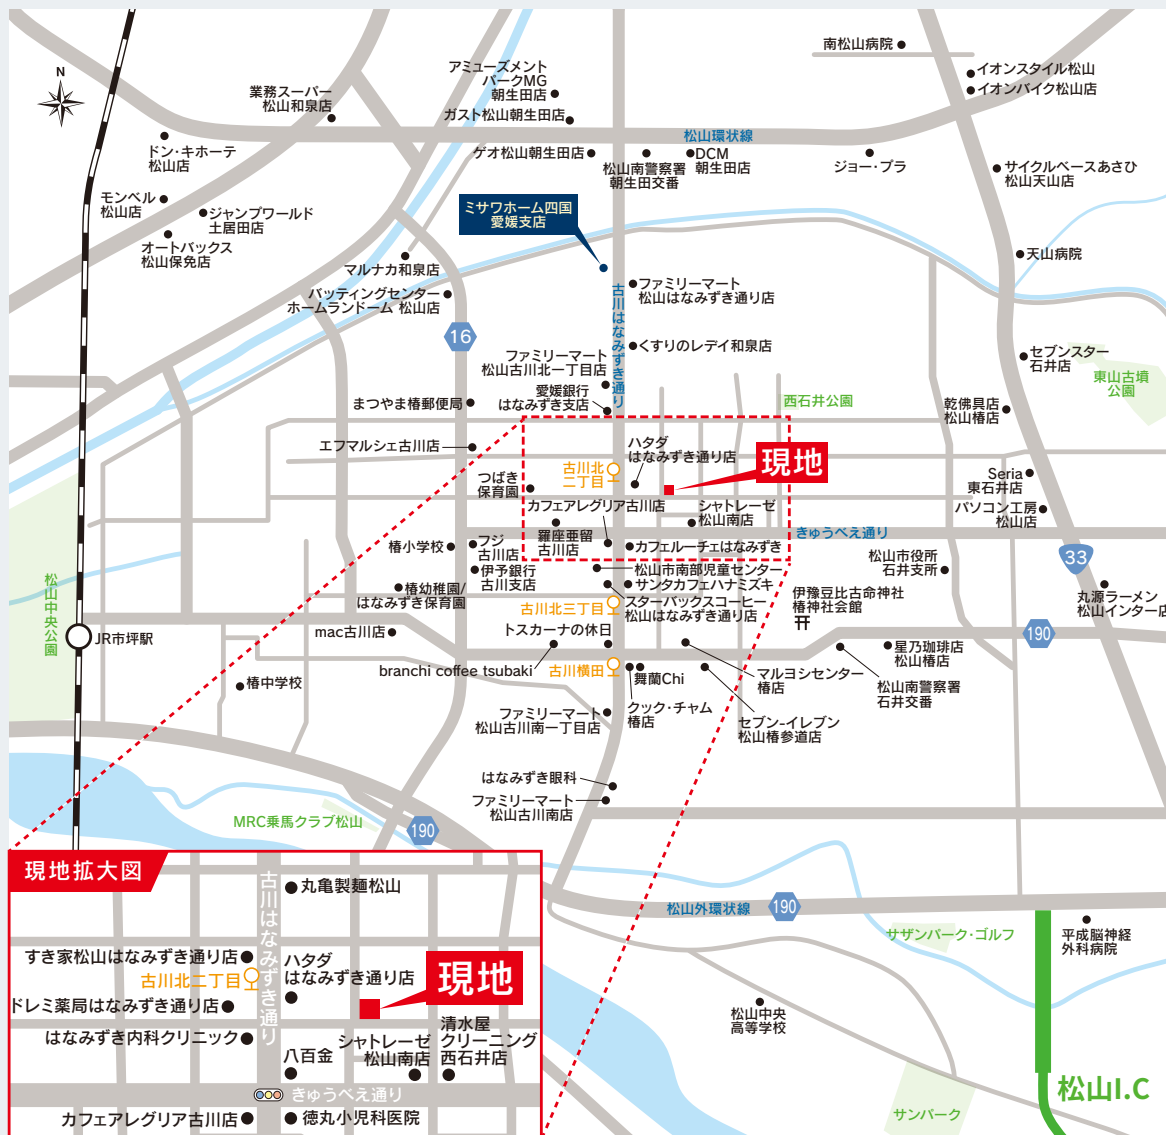 N
業務スーパー
松山和泉店
アミューズメント
パークMG
朝生田店
ガスト松山朝生田店
南松山病院
イオンスタイル松山
イオンバイク松山店
松山環状線
ドン・キホーテ
松山店
ゲオ松山朝生田店
松山南警察署
朝生田交番
DCM
朝生田店
ジョー・プラ
サイクルベースあさひ
松山天山店
モンベル
松山店
ジャンプワールド
土居田店
オートバックス
松山保免店
ミサワホーム四国
愛媛支店
マルナカ和泉店
天山病院
バッティングセンター
ホームランドーム 松山店
ファミリーマート
松山はなみずき通り店
古川はなみずき通り
16
くすりのレデイ和泉店
ファミリーマート
松山古川北一丁目店
セブンスター
石井店
東山古墳
公園
愛媛銀行
はなみずき支店
まつやま椿郵便局
西石井公園
乾佛具店
松山椿店
エフマルシェ古川店
ハタダ
はなみずき通り店
現地
古川北
二丁目
つばき
保育園
Seria
東石井店
カフェアレグリア古川店
シャトレーゼ
松山南店
パソコン工房
松山店
羅座亜留
古川店
きゅうべえ通り
椿小学校
フジ
古川店
カフェルーチェはなみずき
松山市役所
石井支所
33
伊予銀行
古川支店
松山市南部児童センター
サンタカフェハナミズキ
椿幼稚園/
はなみずき保育園
スターバックスコーヒー
松山はなみずき通り店
伊豫豆比古命神社
椿神社会館
丸源ラーメン
松山インター店
松山中央公園
古川北三丁目
JR市坪駅
mac古川店
トスカーナの休日
190
星乃珈琲店
松山椿店
branchi coffee tsubaki
古川横田
舞蘭Chi
マルヨシセンター
椿店
松山南警察署
石井交番
椿中学校
クック・チャム
椿店
ファミリーマート
松山古川南一丁目店
セブン-イレブン
松山椿参道店
はなみずき眼科
ファミリーマート
松山古川南店
MRC乗馬クラブ松山
190
現地拡大図
古川はなみずき通り
丸亀製麺松山
松山外環状線
190
サザンパーク・ゴルフ
平成脳神経
外科病院
すき家松山はなみずき通り店
ハタダ
はなみずき通り店
古川北二丁目
現地
ドレミ薬局はなみずき通り店
松山中央
高等学校
はなみずき内科クリニック
八百金
シャトレーゼ
松山南店
清水屋
クリーニング
西石井店
きゅうべえ通り
カフェアレグリア古川店
徳丸小児科医院
サンパーク
松山I.C